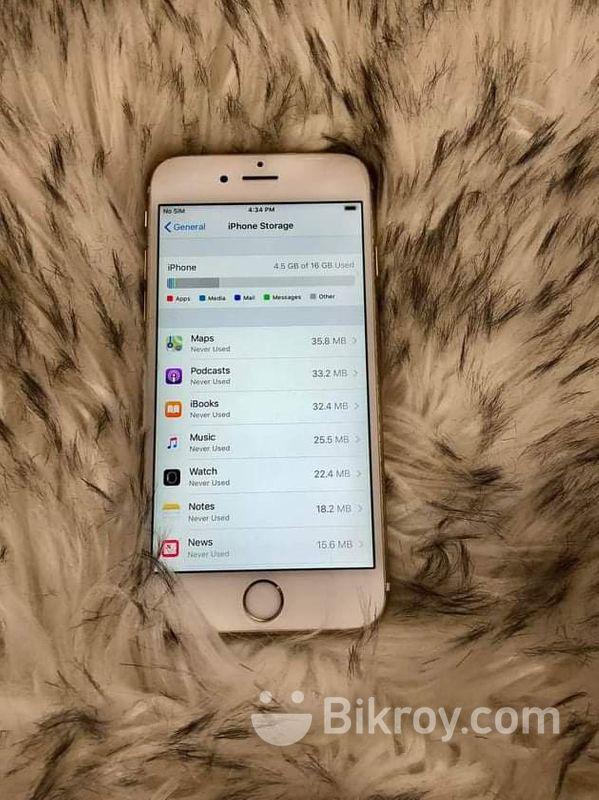 No SIM 4:34 PM
General iPhone Storage
iPhone 4.5 GB of 16 GB Used
Apps Media Mail Messages Other
Maps 35.8 MB
Never Used
Podcasts 33.2 MB
Never Used
iBooks 32.4 MB
Never Used
Music 25.5 MB
Never Used
Watch 22.4 MB
Never Used
Notes 18.2 MB
Never Used
News 15.6 MB
Never Used
Bikroy.com